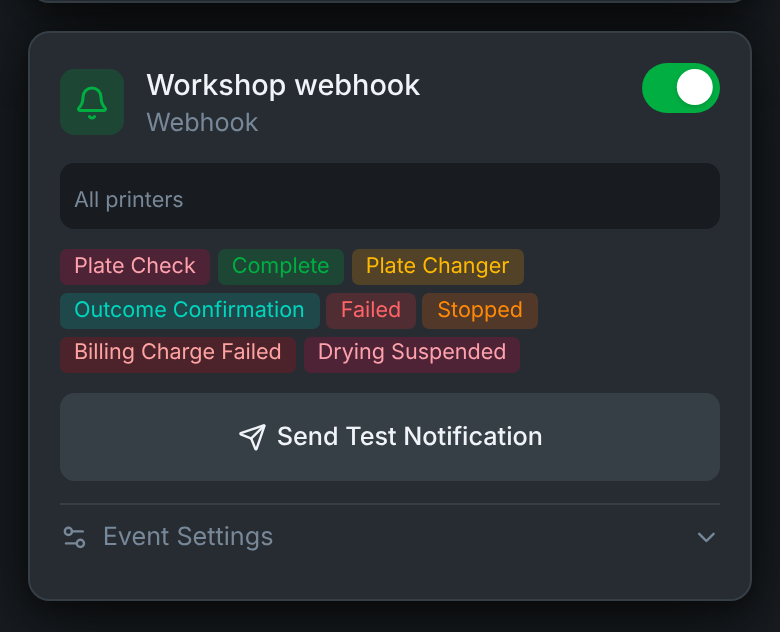 Workshop webhook
Webhook
All printers
Plate Check Complete Plate Changer
Outcome Confirmation Failed Stopped
Billing Charge Failed Drying Suspended
Send Test Notification
Event Settings